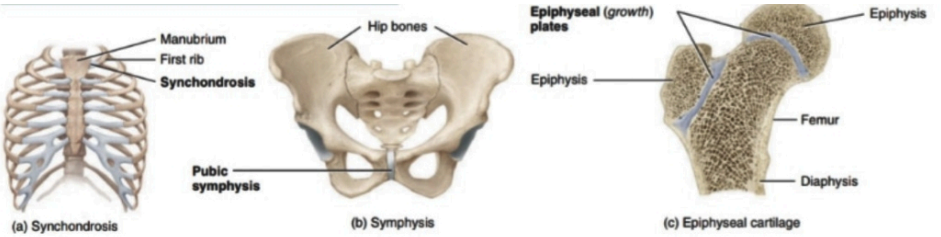 Manubrium
First rib
Synchondrosis
(a) Synchondrosis
Hip bones
Pubic
symphysis
(b) Symphysis
Epiphyseal (growth)
plates
Epiphysis
Epiphysis
Femur
Diaphysis
(c) Epiphyseal cartilage